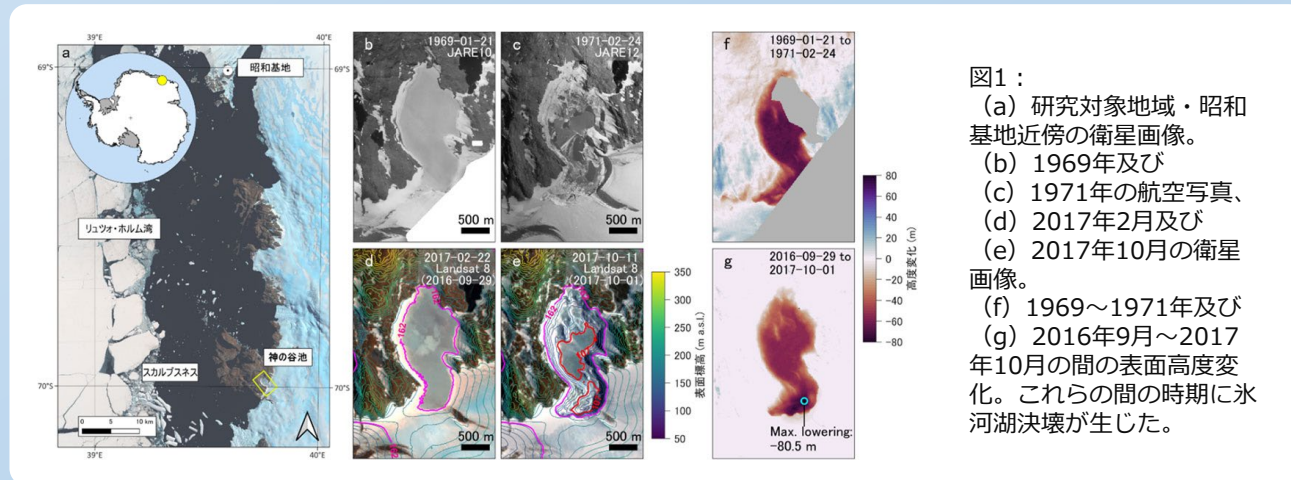 a
39°E
40°E
69°S
69°S
昭和基地
リュツォ・ホルム湾
神の谷池
スカルブスネス
70°S
70°S
0 5 10 km
39°E
40°E
b
1969-01-21
JARE10
500 m
c
1971-02-24
JARE12
500 m
d
2017-02-22
Landsat 8
(2016-09-29)
162
500 m
e
2017-10-11
Landsat 8
(2017-10-01)
162
500 m
350
300
250
200
150
100
50
表面標高 (m a.s.l.)
f
1969-01-21 to
1971-02-24
80
60
40
20
0
−20
−40
−60
−80
高度変化 (m)
g
2016-09-29 to
2017-10-01
Max. lowering:
-80.5 m
図1:
(a)研究対象地域・昭和
基地近傍の衛星画像。
(b)1969年及び
(c)1971年の航空写真、
(d)2017年2月及び
(e)2017年10月の衛星
画像。
(f)1969～1971年及び
(g)2016年9月～2017
年10月の間の表面高度変
化。これらの間の時期に氷
河湖決壊が生じた。